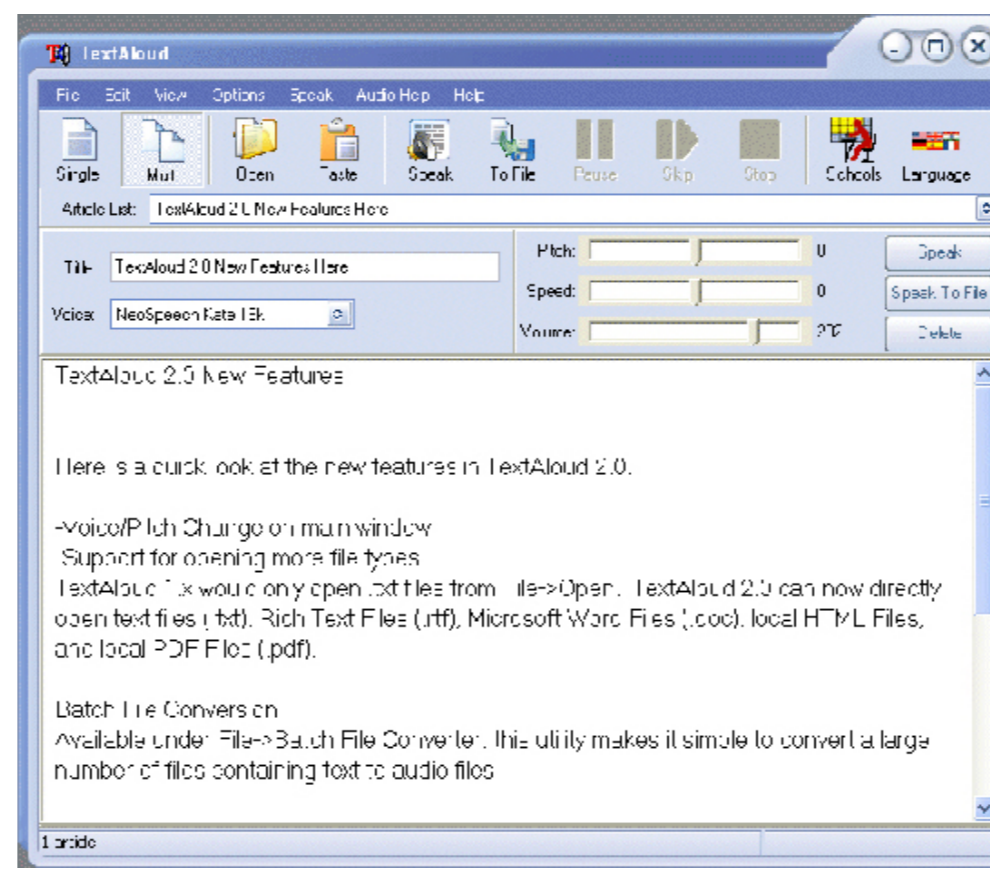 TextAloud
File Edit View Options Speak Audio Help Help
Single Multi Open Paste Speak To File Pause Skip Stop Schools Language
Article List: TextAloud 2.0 New Features Here
Title TextAloud 2.0 New Features Here
Pitch: 0 Speak
Speed: 0 Speak To File
Voice: NeoSpeech Kate 16k
Volume: Delete
TextAloud 2.0 New Features
Here is a quick look at the new features in TextAloud 2.0.
-Voice/Pitch Change on main window
Support for opening more file types
TextAloud 1.x would only open .txt files from File->Open. TextAloud 2.0 can now directly
open text files (.txt), Rich Text Files (.rtf), Microsoft Word Files (.doc), local HTML Files,
and local PDF Files (.pdf).
Batch File Conversion
Available under File->Batch File Converter, this utility makes it simple to convert a large
number of files containing text to audio files
1 article